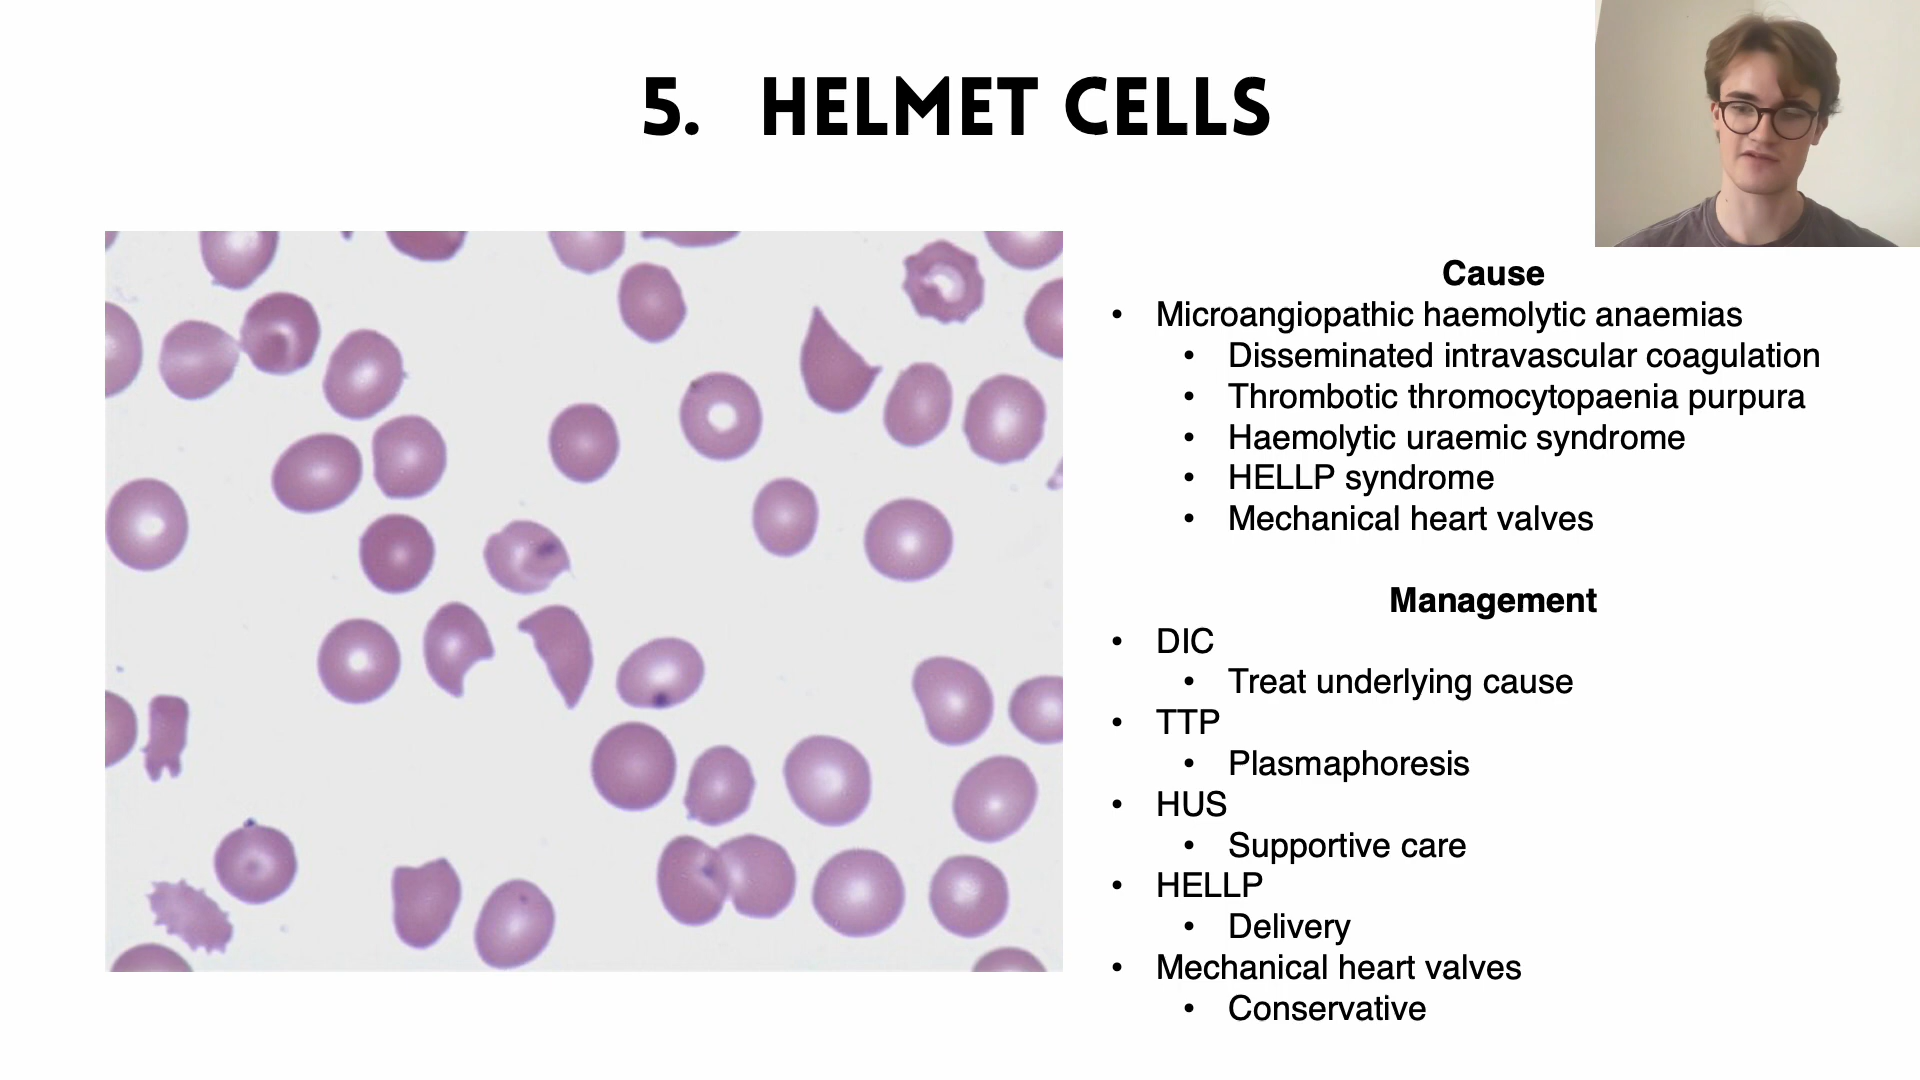 5. HELMET CELLS
Cause
• Microangiopathic haemolytic anaemias
• Disseminated intravascular coagulation
• Thrombotic thromocytopaenia purpura
• Haemolytic uraemic syndrome
• HELLP syndrome
• Mechanical heart valves
Management
• DIC
• Treat underlying cause
• TTP
• Plasmaphoresis
• HUS
• Supportive care
• HELLP
• Delivery
• Mechanical heart valves
• Conservative